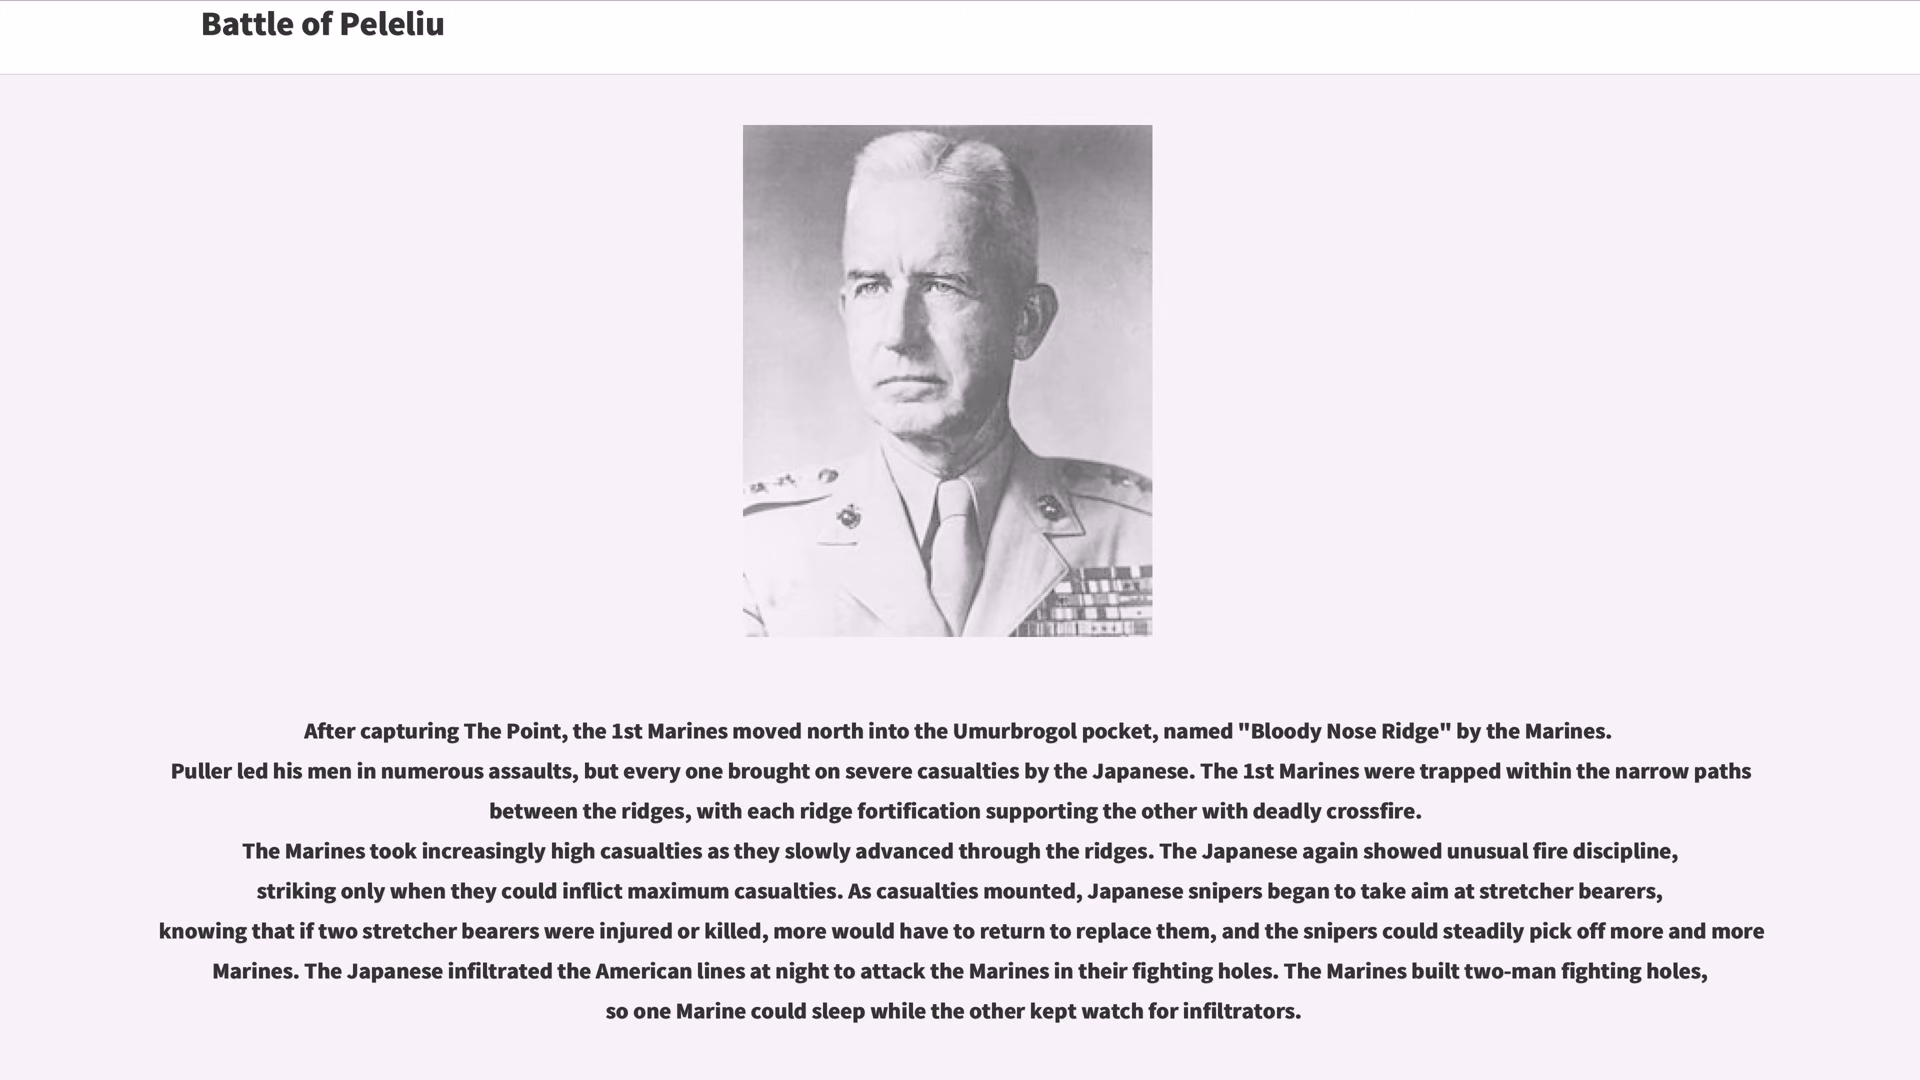 Battle of Peleliu
After capturing The Point, the 1st Marines moved north into the Umurbrogol pocket, named "Bloody Nose Ridge" by the Marines.
Puller led his men in numerous assaults, but every one brought on severe casualties by the Japanese. The 1st Marines were trapped within the narrow paths
between the ridges, with each ridge fortification supporting the other with deadly crossfire.
The Marines took increasingly high casualties as they slowly advanced through the ridges. The Japanese again showed unusual fire discipline,
striking only when they could inflict maximum casualties. As casualties mounted, Japanese snipers began to take aim at stretcher bearers,
knowing that if two stretcher bearers were injured or killed, more would have to return to replace them, and the snipers could steadily pick off more and more
Marines. The Japanese infiltrated the American lines at night to attack the Marines in their fighting holes. The Marines built two-man fighting holes,
so one Marine could sleep while the other kept watch for infiltrators.